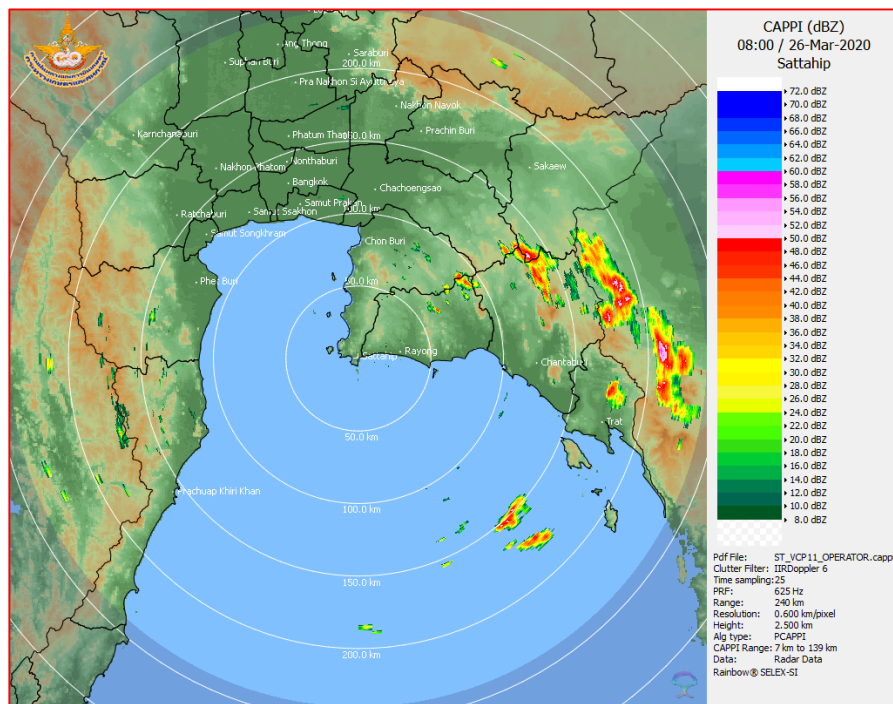 CAPPI (dBZ)
08:00 / 26-Mar-2020
Sattahip
72.0 dBZ
70.0 dBZ
68.0 dBZ
66.0 dBZ
64.0 dBZ
62.0 dBZ
60.0 dBZ
58.0 dBZ
56.0 dBZ
54.0 dBZ
52.0 dBZ
50.0 dBZ
48.0 dBZ
46.0 dBZ
44.0 dBZ
42.0 dBZ
40.0 dBZ
38.0 dBZ
36.0 dBZ
34.0 dBZ
32.0 dBZ
30.0 dBZ
28.0 dBZ
26.0 dBZ
24.0 dBZ
22.0 dBZ
20.0 dBZ
18.0 dBZ
16.0 dBZ
14.0 dBZ
12.0 dBZ
10.0 dBZ
8.0 dBZ
Pdf File: ST_VCP11_OPERATOR.capp
Clutter Filter: IIRDoppler 6
Time sampling: 25
PRF: 625 Hz
Range: 240 km
Resolution: 0.600 km/pixel
Height: 2.500 km
Alg type: PCAPPI
CAPPI Range: 7 km to 139 km
Data: Radar Data
Rainbow® SELEX-SI
Ang Thong
Saraburi
Suphan Buri
200.0 km
Pra Nakhon Si Ayutthaya
Nakhon Nayok
Karnchanaburi
Phatum Thani
150.0 km
Prachin Buri
Nonthaburi
Nakhon Phatom
Sakaew
Bangkok
Chachoengsao
Samut Prakan
Ratchaburi
Samut Ssakhon
100.0 km
Samut Songkhram
Chon Buri
Phet Buri
50.0 km
Rayong
Sattahip
Chantaburi
Trat
50.0 km
Prachuap Khiri Khan
100.0 km
150.0 km
200.0 km